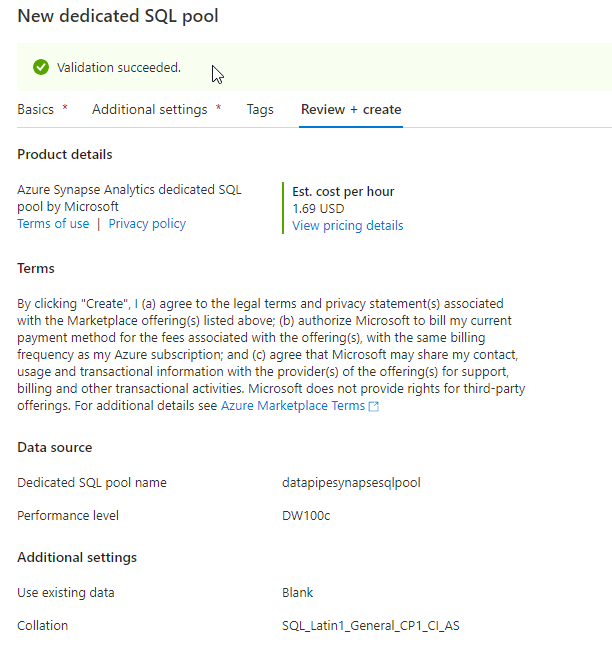 New dedicated SQL pool
Validation succeeded.
Basics * Additional settings * Tags Review + create
Product details
Azure Synapse Analytics dedicated SQL
pool by Microsoft
Terms of use | Privacy policy
Est. cost per hour
1.69 USD
View pricing details
Terms
By clicking "Create", I (a) agree to the legal terms and privacy statement(s) associated
with the Marketplace offering(s) listed above; (b) authorize Microsoft to bill my current
payment method for the fees associated with the offering(s), with the same billing
frequency as my Azure subscription; and (c) agree that Microsoft may share my contact,
usage and transactional information with the provider(s) of the offering(s) for support,
billing and other transactional activities. Microsoft does not provide rights for third-party
offerings. For additional details see Azure Marketplace Terms
Data source
Dedicated SQL pool name datapipesynapsesqlpool
Performance level DW100c
Additional settings
Use existing data Blank
Collation SQL_Latin1_General_CP1_CI_AS